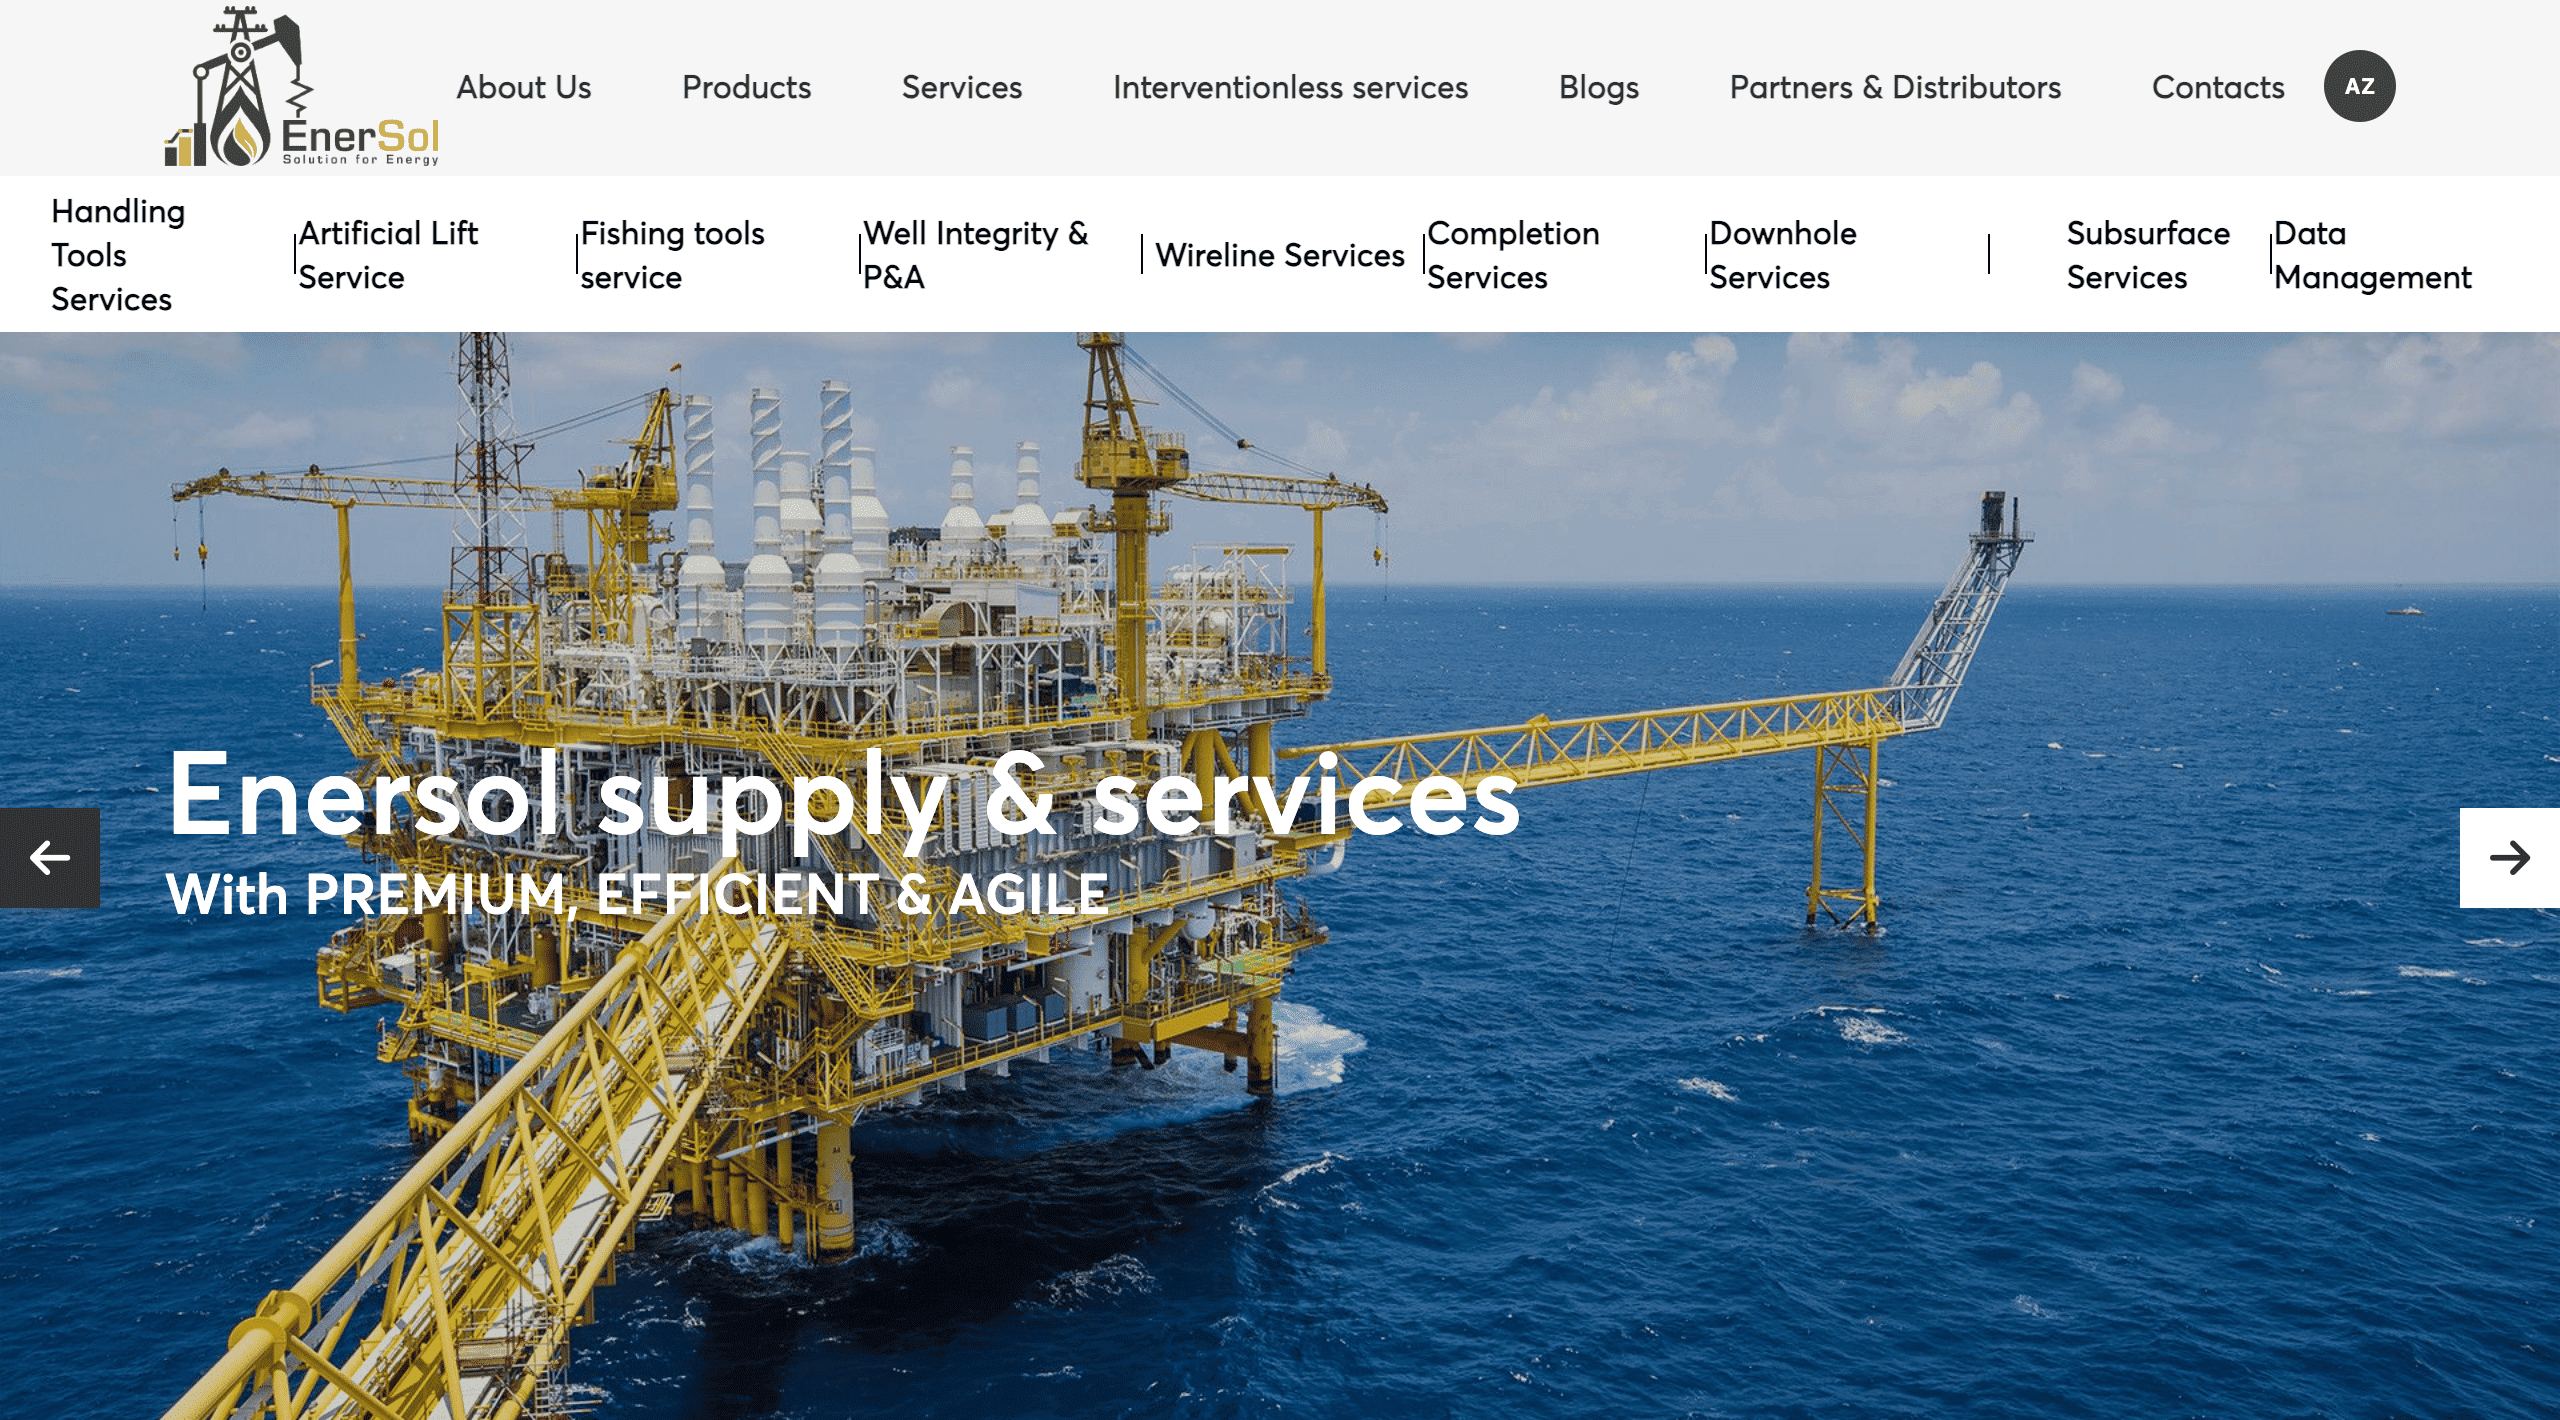 EnerSol
Solution for Energy
About Us
Products
Services
Interventionless services
Blogs
Partners & Distributors
Contacts
AZ
Handling
Tools
Services
Artificial Lift
Service
Fishing tools
service
Well Integrity &
P&A
Wireline Services
Completion
Services
Downhole
Services
Subsurface
Services
Data
Management
Enersol supply & services
With PREMIUM, EFFICIENT & AGILE
A4
A4